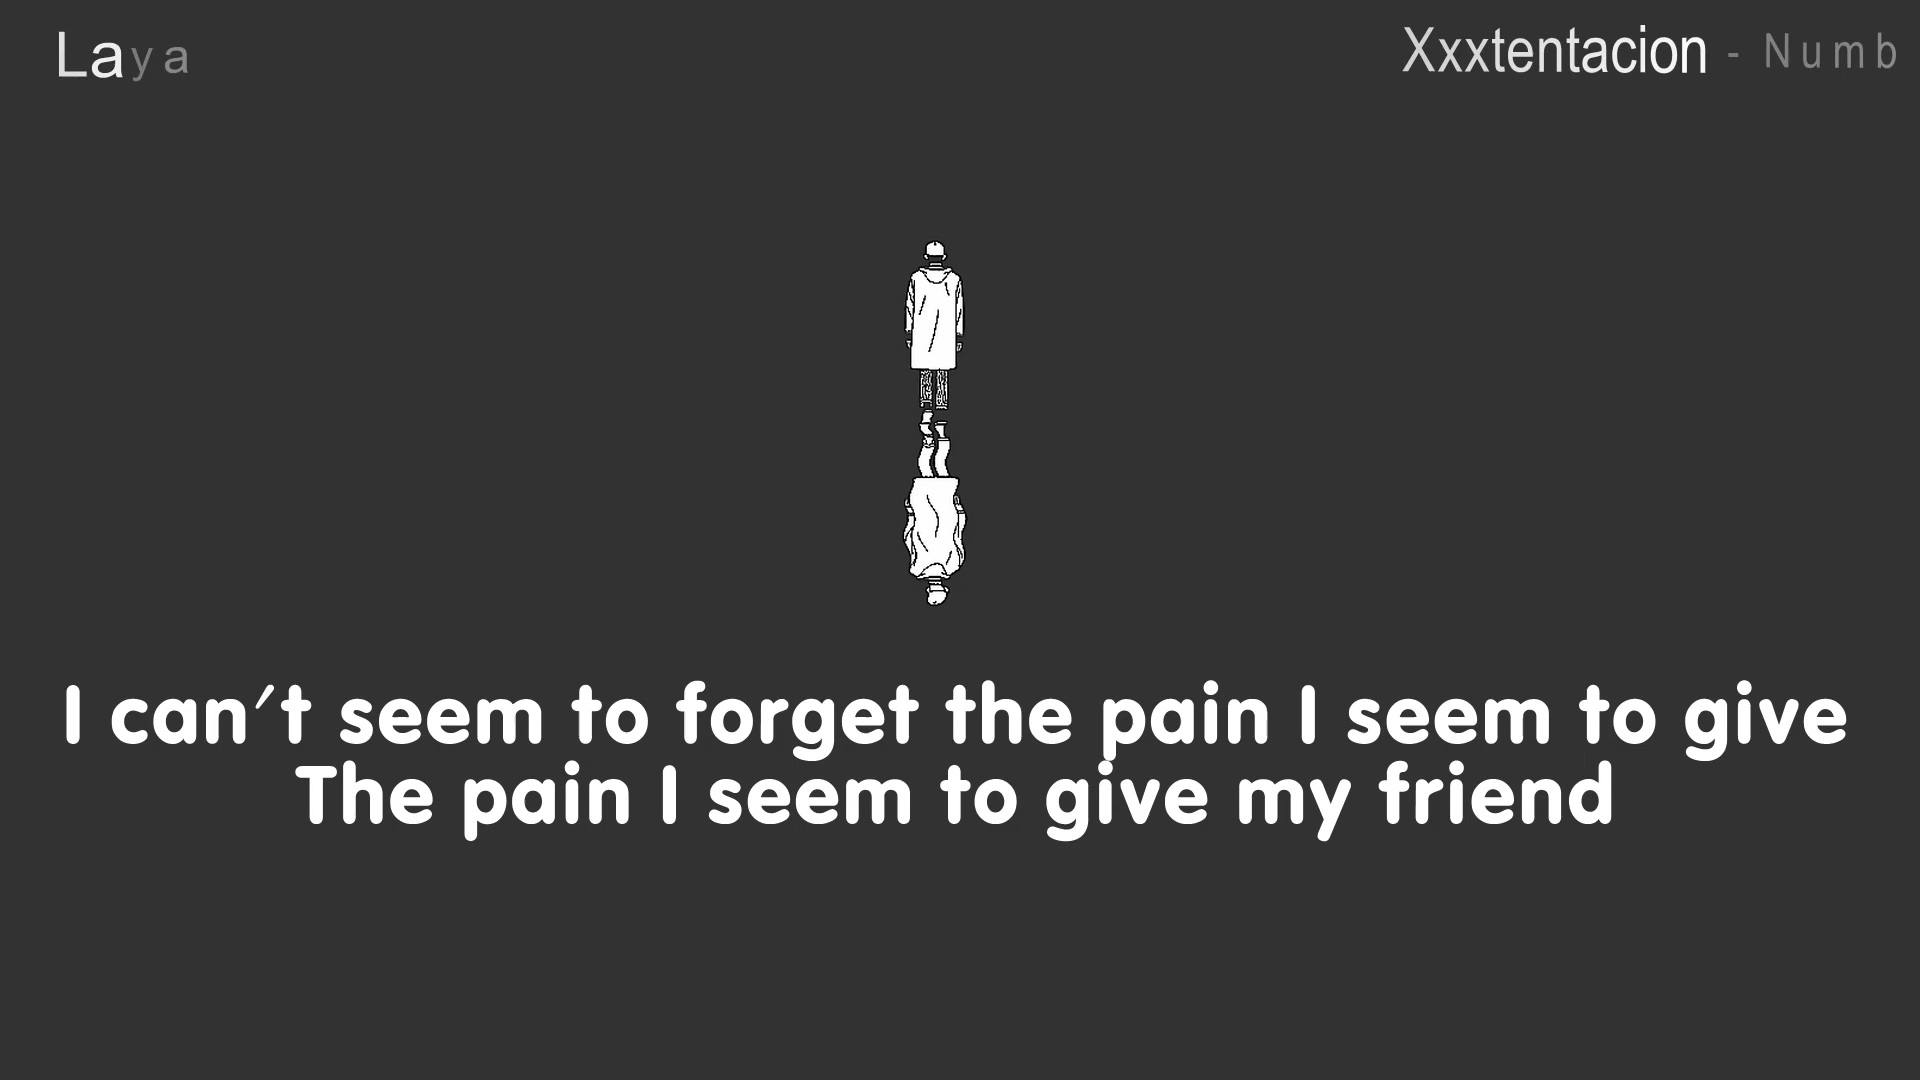 Laya
Xxxtentacion - Numb
I can't seem to forget the pain I seem to give
The pain I seem to give my friend